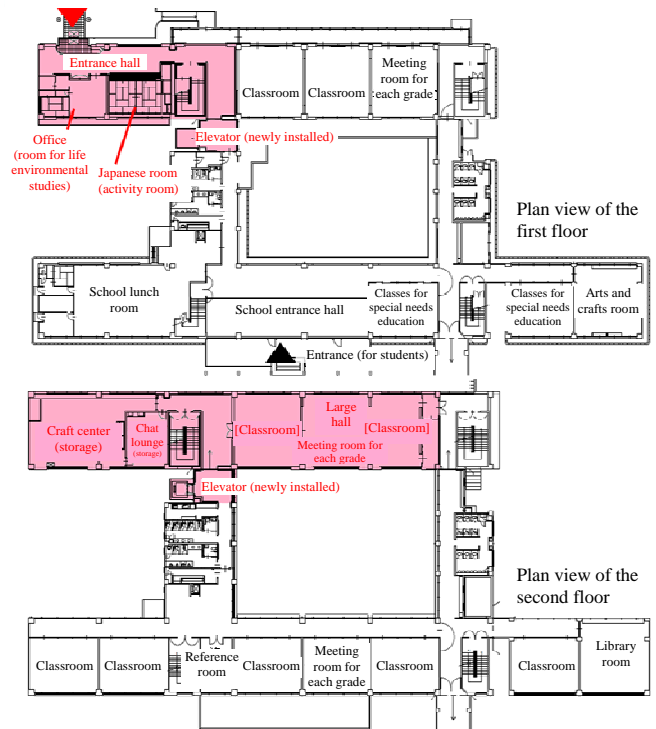 Entrance hall
Meeting
room for
each grade
Classroom
Classroom
Elevator (newly installed)
Office
(room for life
environmental
studies)
Japanese room
(activity room)
Plan view of the
first floor
School lunch
room
School entrance hall
Classes for
special needs
education
Classes for
special needs
education
Arts and
crafts room
Entrance (for students)
Craft center
(storage)
Chat
lounge
(storage)
[Classroom]
Large
hall
[Classroom]
Meeting room for
each grade
Elevator (newly installed)
Plan view of the
second floor
Classroom
Classroom
Reference
room
Classroom
Meeting
room for
each grade
Classroom
Classroom
Library
room